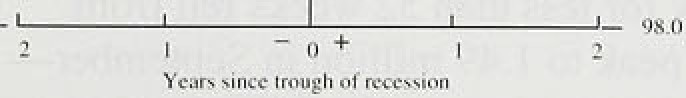 98.0
2 1 − 0 + 1 2
Years since trough of recession